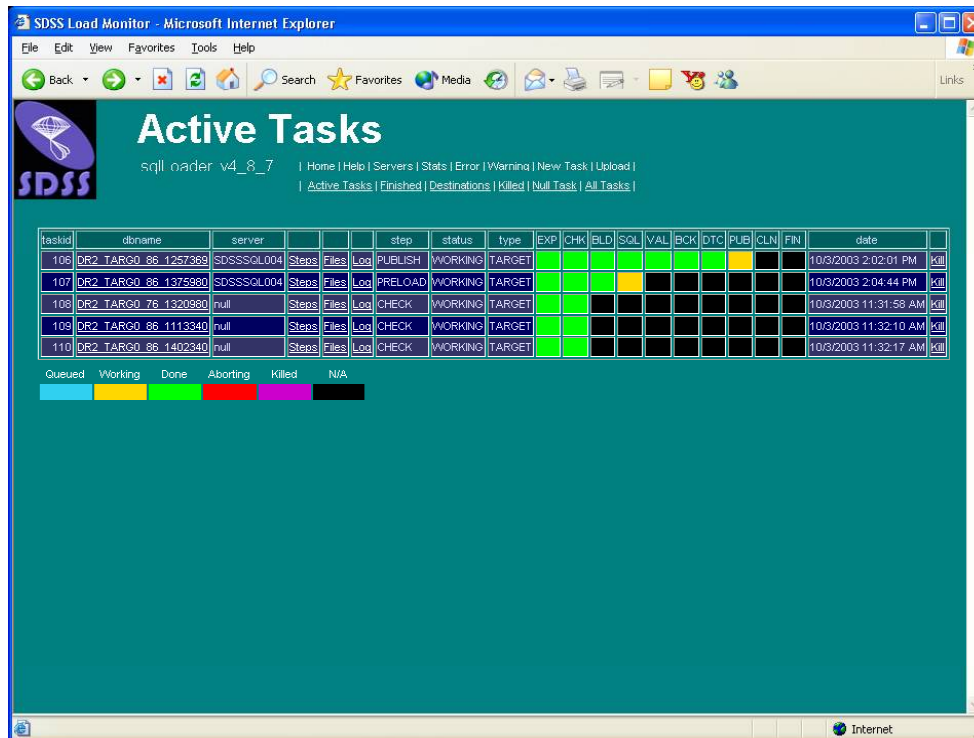 SDSS Load Monitor - Microsoft Internet Explorer
File Edit View Favorites Tools Help
Back Search Favorites Media Links
SDSS
Active Tasks
sqlLoader v4_8_7
| Home | Help | Servers | Stats | Error | Warning | New Task | Upload |
| Active Tasks | Finished | Destinations | Killed | Null Task | All Tasks |
taskid dbname server step status type EXP CHK BLD SQL VAL BCK DTC PUB CLN FIN date
106 DR2_TARG0_86_1257369 SDSSSQL004 Steps Files Log PUBLISH WORKING TARGET 10/3/2003 2:02:01 PM Kill
107 DR2_TARG0_86_1375980 SDSSSQL004 Steps Files Log PRELOAD WORKING TARGET 10/3/2003 2:04:44 PM Kill
108 DR2_TARG0_76_1320980 null Steps Files Log CHECK WORKING TARGET 10/3/2003 11:31:58 AM Kill
109 DR2_TARG0_86_1113340 null Steps Files Log CHECK WORKING TARGET 10/3/2003 11:32:10 AM Kill
110 DR2_TARG0_86_1402340 null Steps Files Log CHECK WORKING TARGET 10/3/2003 11:32:17 AM Kill
Queued Working Done Aborting Killed N/A
Internet